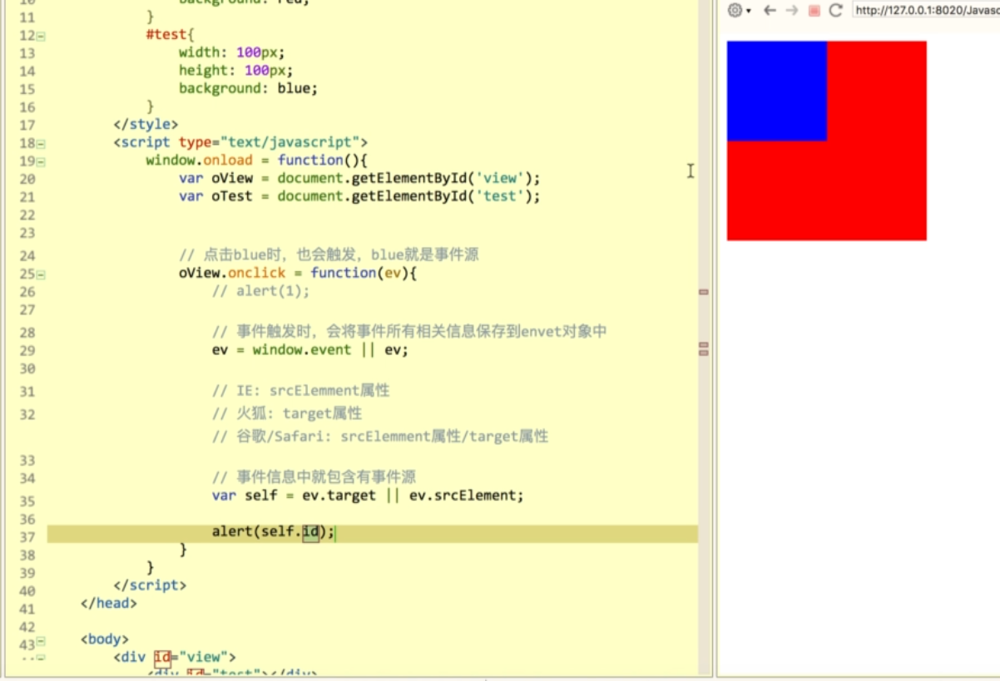 background: red;
11 }
12 #test{
13 width: 100px;
14 height: 100px;
15 background: blue;
16 }
17 </style>
18 <script type="text/javascript">
19 window.onload = function(){
20 var oView = document.getElementById('view');
21 var oTest = document.getElementById('test');
22
23
24 // 点击blue时，也会触发，blue就是事件源
25 oView.onclick = function(ev){
26 // alert(1);
27
28 // 事件触发时，会将事件所有相关信息保存到envet对象中
29 ev = window.event || ev;
30
31 // IE: srcElemment属性
32 // 火狐: target属性
// 谷歌/Safari: srcElemment属性/target属性
33
34 // 事件信息中就包含有事件源
35 var self = ev.target || ev.srcElement;
36
37 alert(self.id);
38 }
39 }
40 </script>
41 </head>
42
43 <body>
<div id="view">
<div id="test"></div>
http://127.0.0.1:8020/Javasc